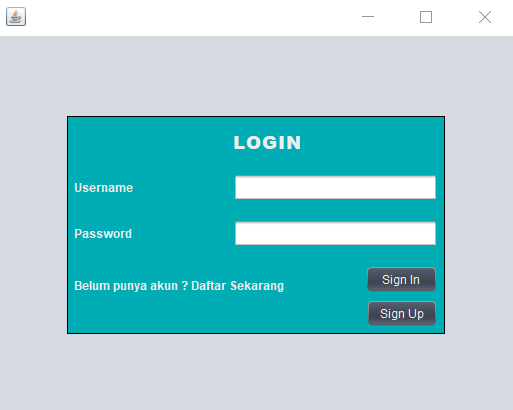 LOGIN
Username
Password
Belum punya akun ? Daftar Sekarang
Sign In
Sign Up